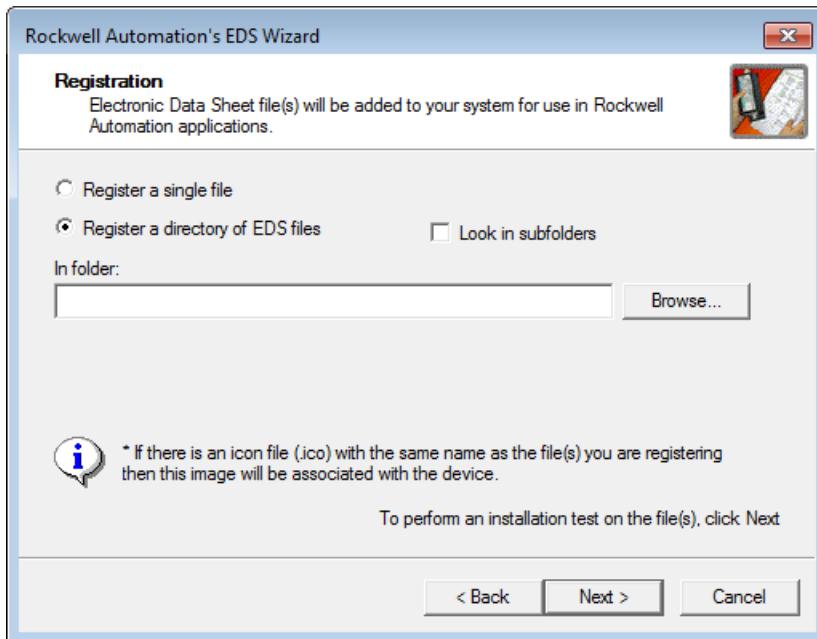 Rockwell Automation's EDS Wizard
Registration
Electronic Data Sheet file(s) will be added to your system for use in Rockwell
Automation applications.
Register a single file
Register a directory of EDS files
Look in subfolders
In folder:
Browse...
* If there is an icon file (.ico) with the same name as the file(s) you are registering
then this image will be associated with the device.
To perform an installation test on the file(s), click Next
< Back
Next >
Cancel